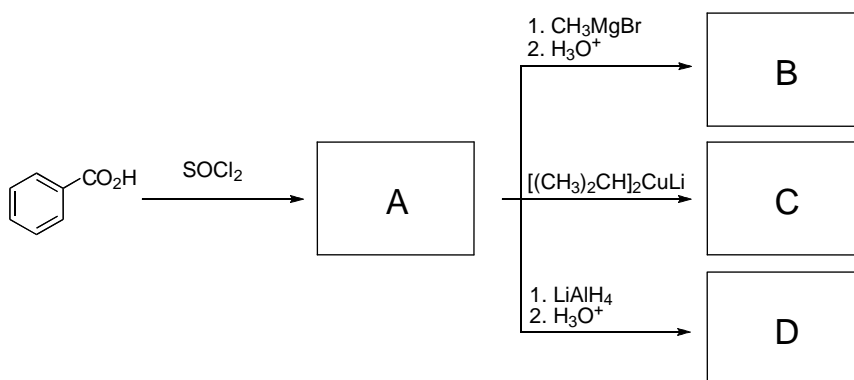 1. CH₃MgBr
2. H₃O⁺
B
CO₂H
SOCl₂
A
[(CH₃)₂CH]₂CuLi
C
1. LiAlH₄
2. H₃O⁺
D